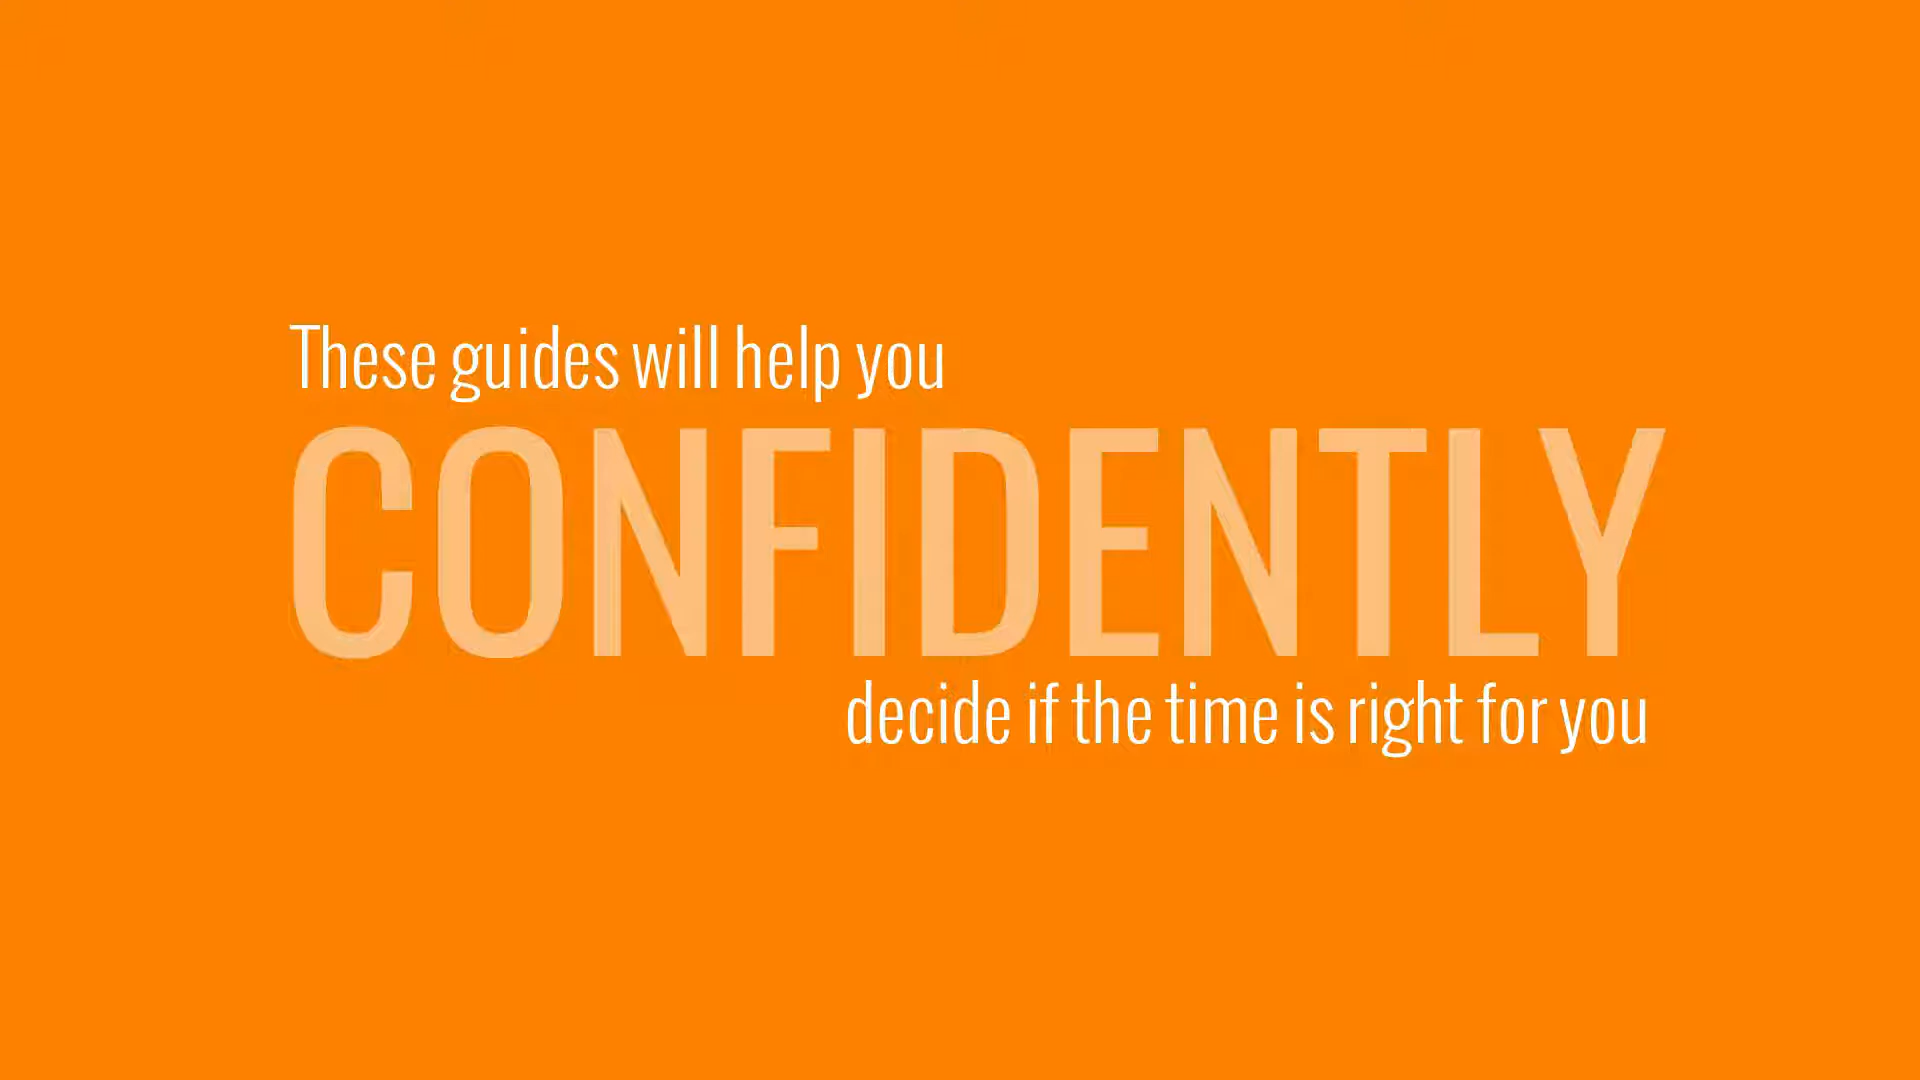 These guides will help you
CONFIDENTLY
decide if the time is right for you